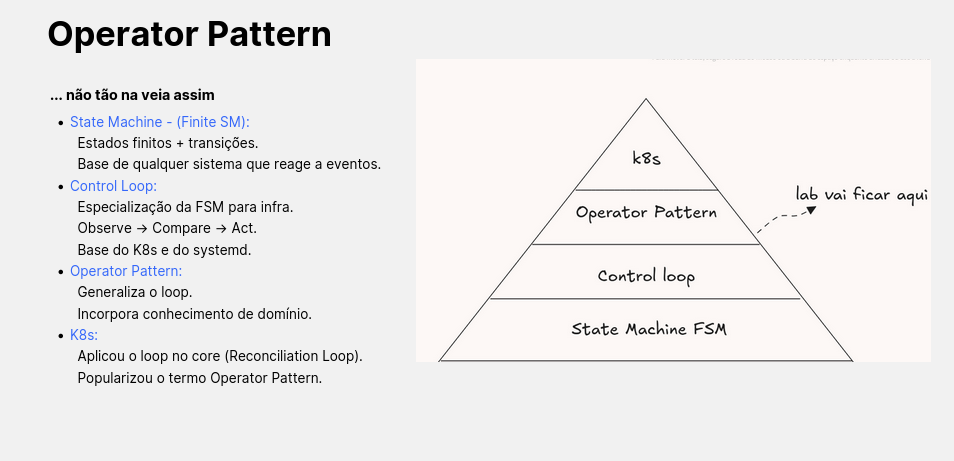 Operator Pattern
... não tão na veia assim
• State Machine - (Finite SM):
Estados finitos + transições.
Base de qualquer sistema que reage a eventos.
• Control Loop:
Especialização da FSM para infra.
Observe → Compare → Act.
Base do K8s e do systemd.
• Operator Pattern:
Generaliza o loop.
Incorpora conhecimento de domínio.
• K8s:
Aplicou o loop no core (Reconciliation Loop).
Popularizou o termo Operator Pattern.
k8s
Operator Pattern
lab vai ficar aqui
Control loop
State Machine FSM